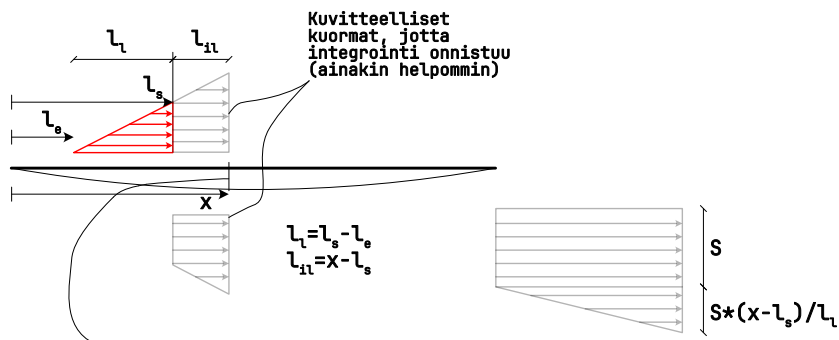 Kuvitteelliset
kuormat, jotta
integrointi onnistuu
(ainakin helpommin)
l_l
l_il
l_s
l_e
x
l_l=l_s-l_e
l_il=x-l_s
S
S*(x-l_s)/l_l